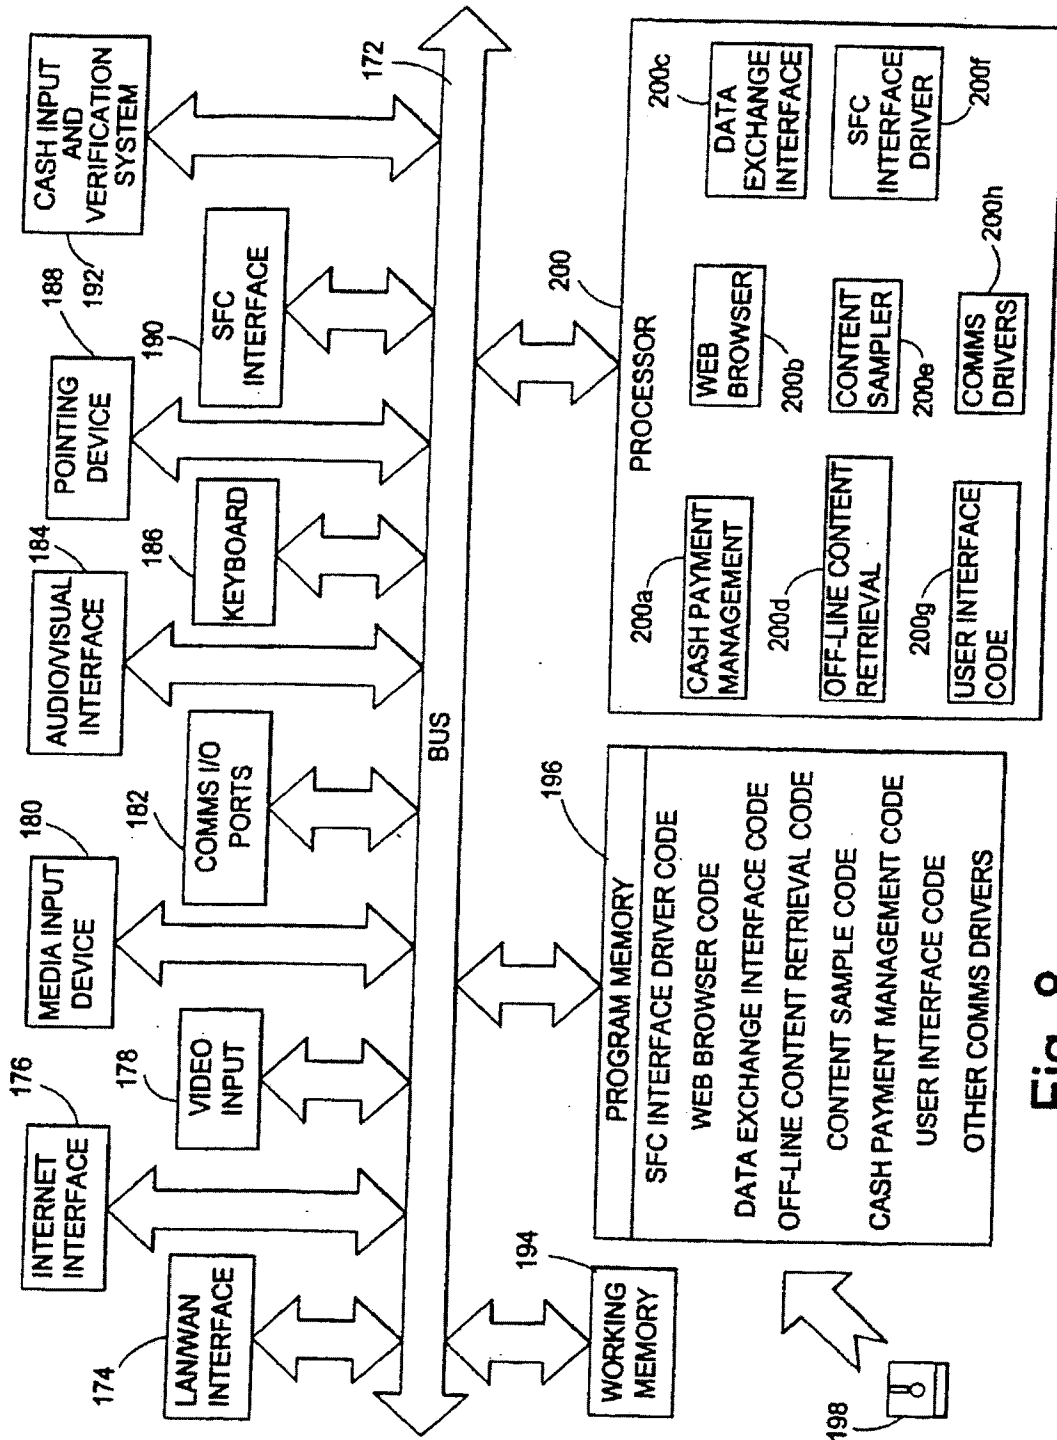 176
INTERNET
INTERFACE
180
MEDIA INPUT
DEVICE
184
AUDIO/VISUAL
INTERFACE
188
POINTING
DEVICE
CASH INPUT
AND
VERIFICATION
SYSTEM
192
174
LAN/WAN
INTERFACE
178
VIDEO
INPUT
182
COMMS I/O
PORTS
186
KEYBOARD
190
SFC
INTERFACE
172
BUS
194
WORKING
MEMORY
198
196
PROGRAM MEMORY
SFC INTERFACE DRIVER CODE
WEB BROWSER CODE
DATA EXCHANGE INTERFACE CODE
OFF-LINE CONTENT RETRIEVAL CODE
CONTENT SAMPLE CODE
CASH PAYMENT MANAGEMENT CODE
USER INTERFACE CODE
OTHER COMMS DRIVERS
200
PROCESSOR
200a
CASH PAYMENT
MANAGEMENT
WEB
BROWSER
200b
200c
DATA
EXCHANGE
INTERFACE
200d
OFF-LINE CONTENT
RETRIEVAL
CONTENT
SAMPLER
200e
SFC
INTERFACE
DRIVER
200f
200g
USER INTERFACE
CODE
COMMS
DRIVERS
200h
Fig.